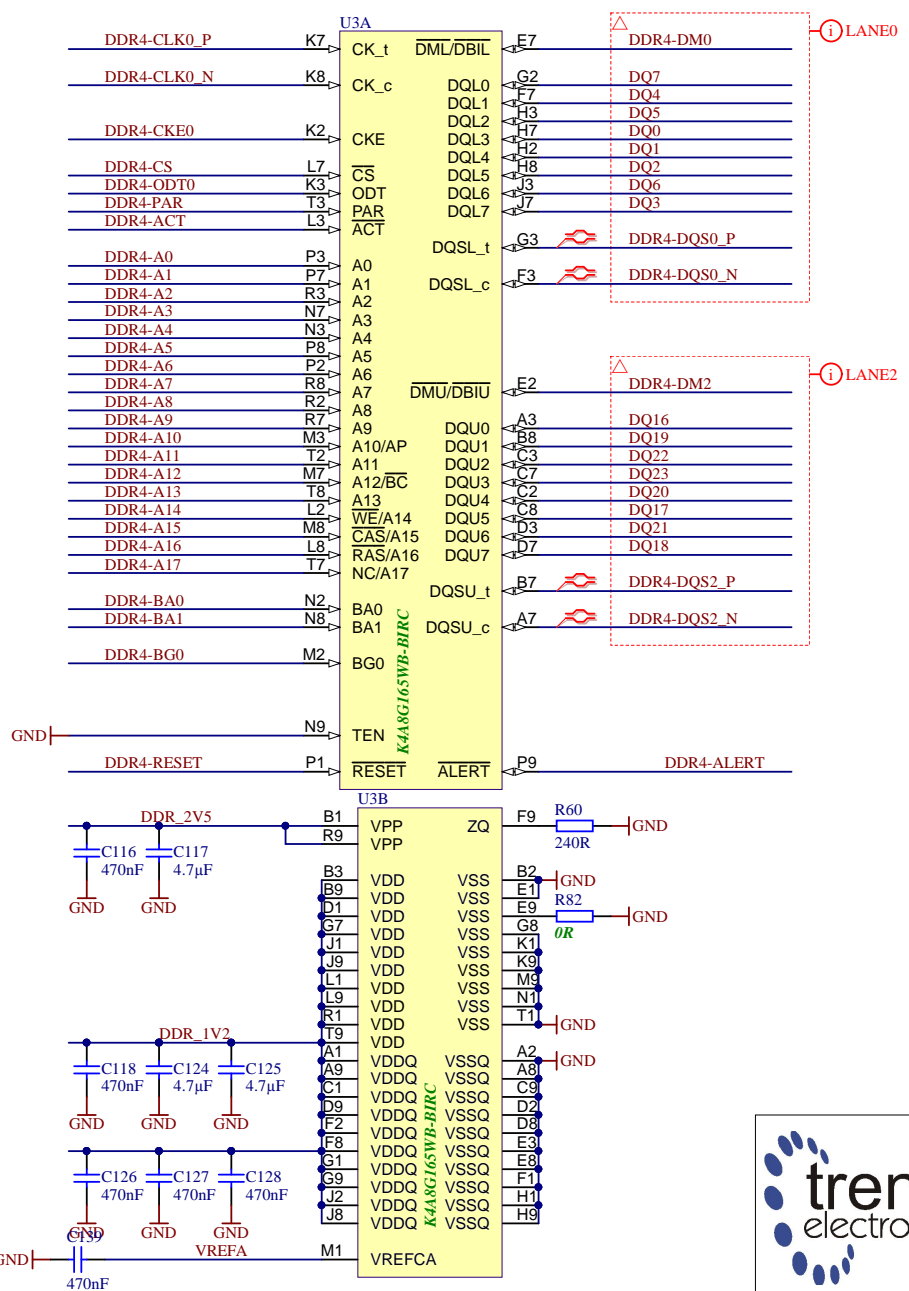 U3A
DDR4-CLK0_P K7 CK_t DML/DBIL E7 DDR4-DM0 LANE0
DDR4-CLK0_N K8 CK_c DQL0 G2 DQ7
DQL1 F7 DQ4
DQL2 H3 DQ5
DDR4-CKE0 K2 CKE DQL3 H7 DQ0
DQL4 H2 DQ1
DDR4-CS L7 CS DQL5 H8 DQ2
DDR4-ODT0 K3 ODT DQL6 J3 DQ6
DDR4-PAR T3 PAR DQL7 J7 DQ3
DDR4-ACT L3 ACT
DQSL_t G3 DDR4-DQS0_P
DDR4-A0 P3 A0
DDR4-A1 P7 A1 DQSL_c F3 DDR4-DQS0_N
DDR4-A2 R3 A2
DDR4-A3 N7 A3
DDR4-A4 N3 A4
DDR4-A5 P8 A5
DDR4-A6 P2 A6 LANE2
DDR4-A7 R8 A7 DMU/DBIU E2 DDR4-DM2
DDR4-A8 R2 A8
DDR4-A9 R7 A9 DQU0 A3 DQ16
DDR4-A10 M3 A10/AP DQU1 B8 DQ19
DDR4-A11 T2 A11 DQU2 C3 DQ22
DDR4-A12 M7 A12/BC DQU3 C7 DQ23
DDR4-A13 T8 A13 DQU4 C2 DQ20
DDR4-A14 L2 WE/A14 DQU5 C8 DQ17
DDR4-A15 M8 CAS/A15 DQU6 D3 DQ21
DDR4-A16 L8 RAS/A16 DQU7 D7 DQ18
DDR4-A17 T7 NC/A17
DQSU_t B7 DDR4-DQS2_P
DDR4-BA0 N2 BA0
DDR4-BA1 N8 BA1 DQSU_c A7 DDR4-DQS2_N
DDR4-BG0 M2 BG0
K4A8G165WB-BIRC
GND N9 TEN
DDR4-RESET P1 RESET ALERT P9 DDR4-ALERT
U3B
DDR_2V5 B1 VPP ZQ F9 R60 240R GND
R9 VPP
C116 470nF GND
C117 4.7µF GND
B3 VDD VSS B2 GND
B9 VDD VSS E1
D1 VDD VSS E9 R82 0R GND
G7 VDD VSS G8
J1 VDD VSS K1
J9 VDD VSS K9
L1 VDD VSS M9
L9 VDD VSS N1
R1 VDD VSS T1 GND
DDR_1V2 T9 VDD
A1 VDDQ VSSQ A2 GND
A9 VDDQ VSSQ A8
C1 VDDQ VSSQ C9
D9 VDDQ VSSQ D2
F2 VDDQ VSSQ D8
F8 VDDQ VSSQ E3
G1 VDDQ VSSQ E8
G9 VDDQ VSSQ F1
J2 VDDQ VSSQ H1
J8 VDDQ VSSQ H9
C118 470nF GND
C124 4.7µF GND
C125 4.7µF GND
C126 470nF GND
C127 470nF GND
C128 470nF GND
K4A8G165WB-BIRC
GND 470nF VREFA M1 VREFCA
tren
electro